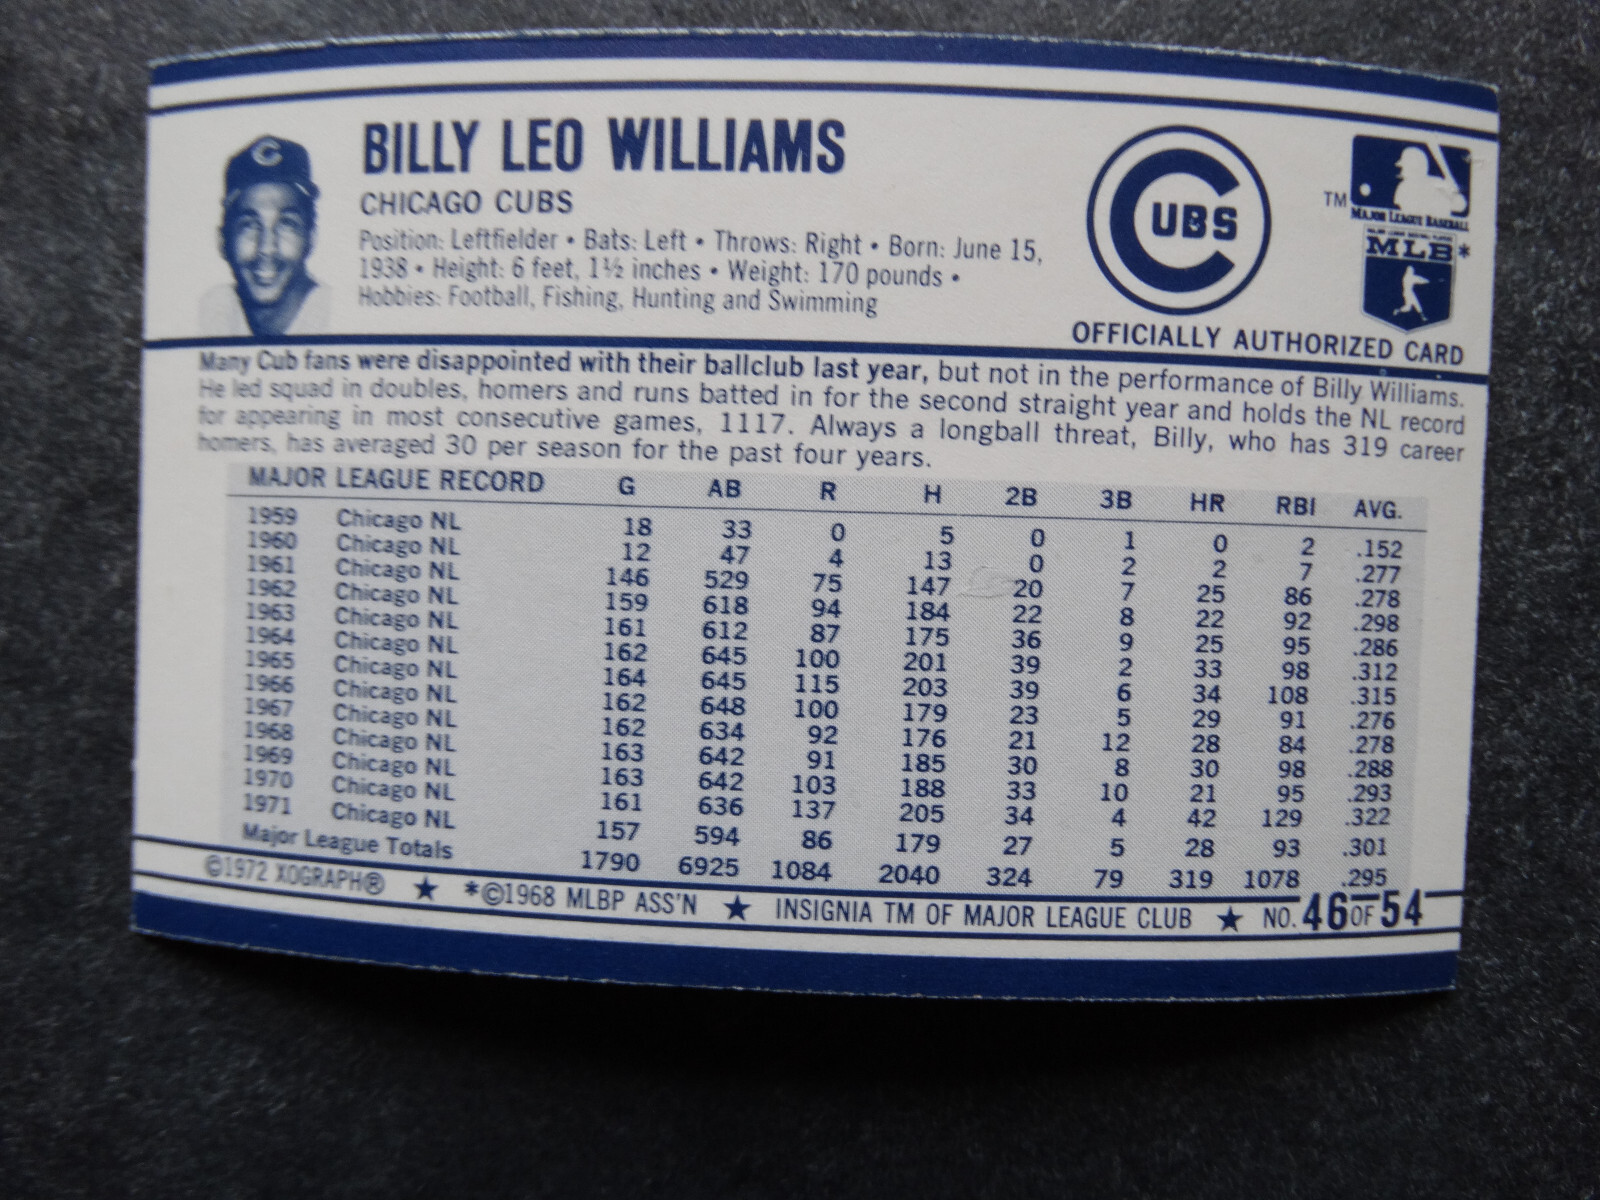 BILLY LEO WILLIAMS
CHICAGO CUBS
Position: Leftfielder • Bats: Left • Throws: Right • Born: June 15,
1938 • Height: 6 feet, 1½ inches • Weight: 170 pounds •
Hobbies: Football, Fishing, Hunting and Swimming
C
CUBS
TM
MAJOR LEAGUE BASEBALL
MLB*
OFFICIALLY AUTHORIZED CARD
Many Cub fans were disappointed with their ballclub last year, but not in the performance of Billy Williams.
He led squad in doubles, homers and runs batted in for the second straight year and holds the NL record
for appearing in most consecutive games, 1117. Always a longball threat, Billy, who has 319 career
homers, has averaged 30 per season for the past four years.
MAJOR LEAGUE RECORD G AB R H 2B 3B HR RBI AVG.
1959 Chicago NL 18 33 0 5 0 1 0 2 .152
1960 Chicago NL 12 47 4 13 0 2 2 7 .277
1961 Chicago NL 146 529 75 147 20 7 25 86 .278
1962 Chicago NL 159 618 94 184 22 8 22 92 .298
1963 Chicago NL 161 612 87 175 36 9 25 95 .286
1964 Chicago NL 162 645 100 201 39 2 33 98 .312
1965 Chicago NL 164 645 115 203 39 6 34 108 .315
1966 Chicago NL 162 648 100 179 23 5 29 91 .276
1967 Chicago NL 162 634 92 176 21 12 28 84 .278
1968 Chicago NL 163 642 91 185 30 8 30 98 .288
1969 Chicago NL 163 642 103 188 33 10 21 95 .293
1970 Chicago NL 161 636 137 205 34 4 42 129 .322
1971 Chicago NL 157 594 86 179 27 5 28 93 .301
Major League Totals 1790 6925 1084 2040 324 79 319 1078 .295
©1972 XOGRAPH® ★ *©1968 MLBP ASS'N ★ INSIGNIA TM OF MAJOR LEAGUE CLUB ★ NO. 46 OF 54